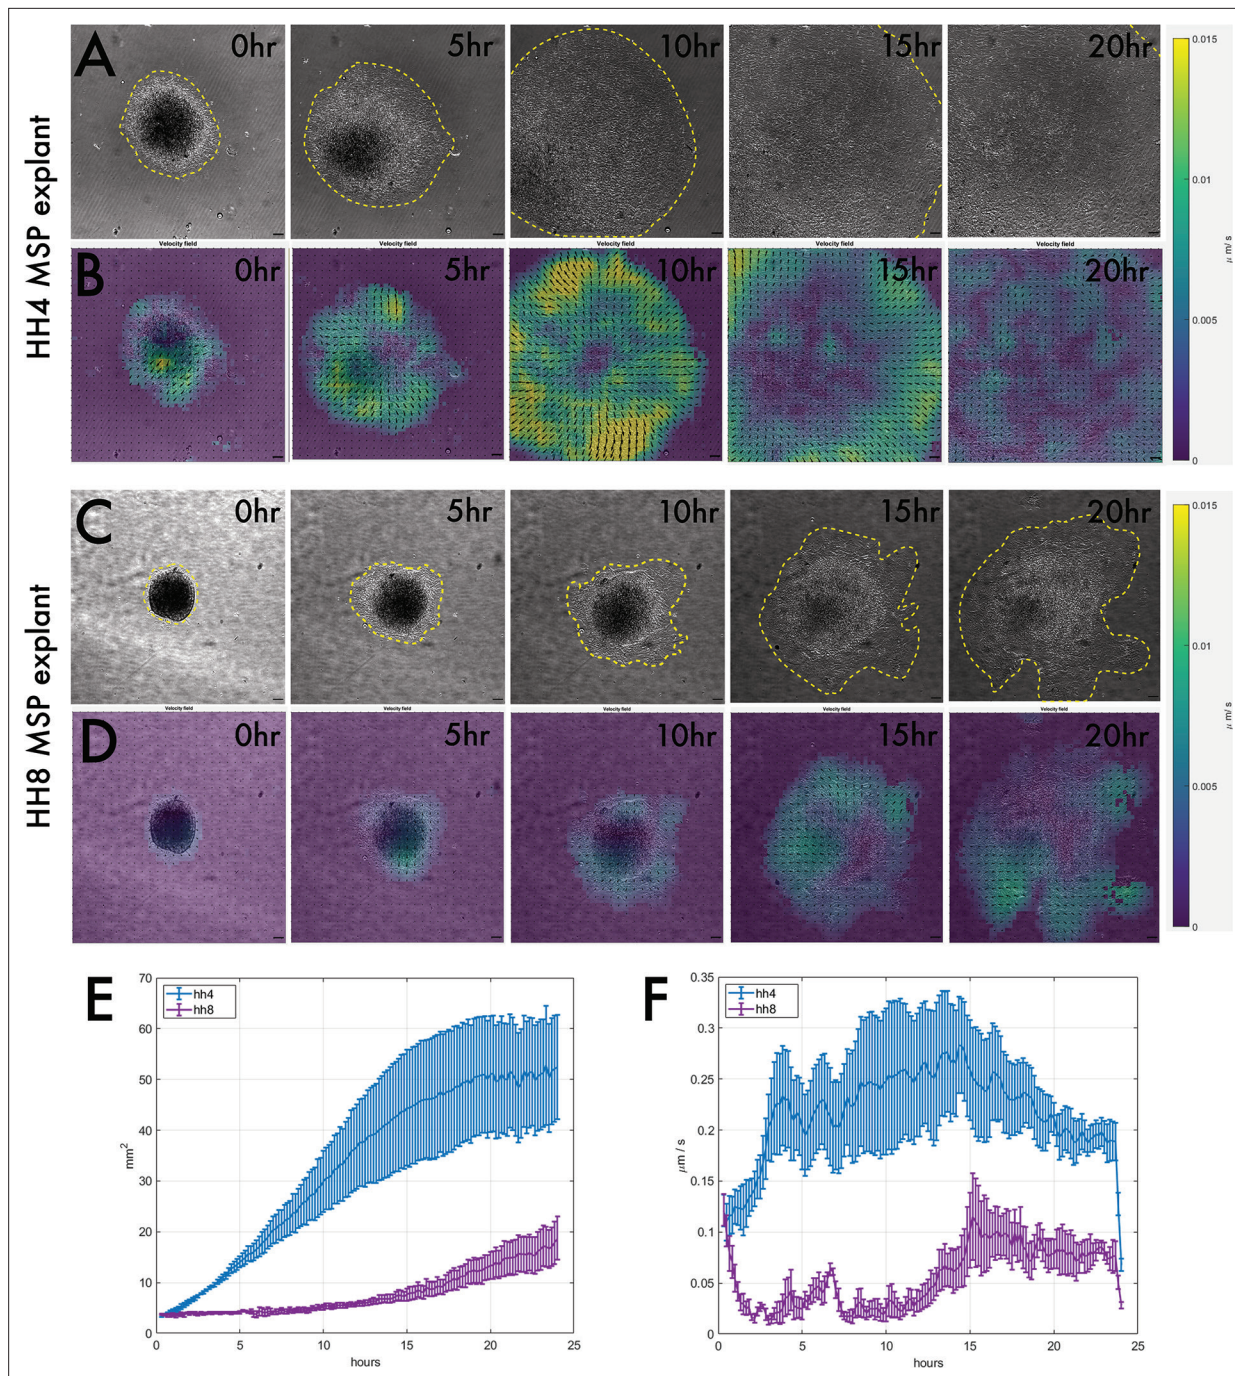 HH4 MSP explant
A
0hr 5hr 10hr 15hr 20hr
Velocity field Velocity field Velocity field Velocity field Velocity field
B
0hr 5hr 10hr 15hr 20hr
0.015
0.01
0.005
0
μ m/ s
HH8 MSP explant
C
0hr 5hr 10hr 15hr 20hr
Velocity field Velocity field Velocity field Velocity field Velocity field
D
0hr 5hr 10hr 15hr 20hr
0.015
0.01
0.005
0
μ m/ s
E
hh4
hh8
70
60
50
40
30
20
10
0
mm²
0 5 10 15 20 25
hours
F
hh4
hh8
0.35
0.3
0.25
0.2
0.15
0.1
0.05
0
μm / s
0 5 10 15 20 25
hours